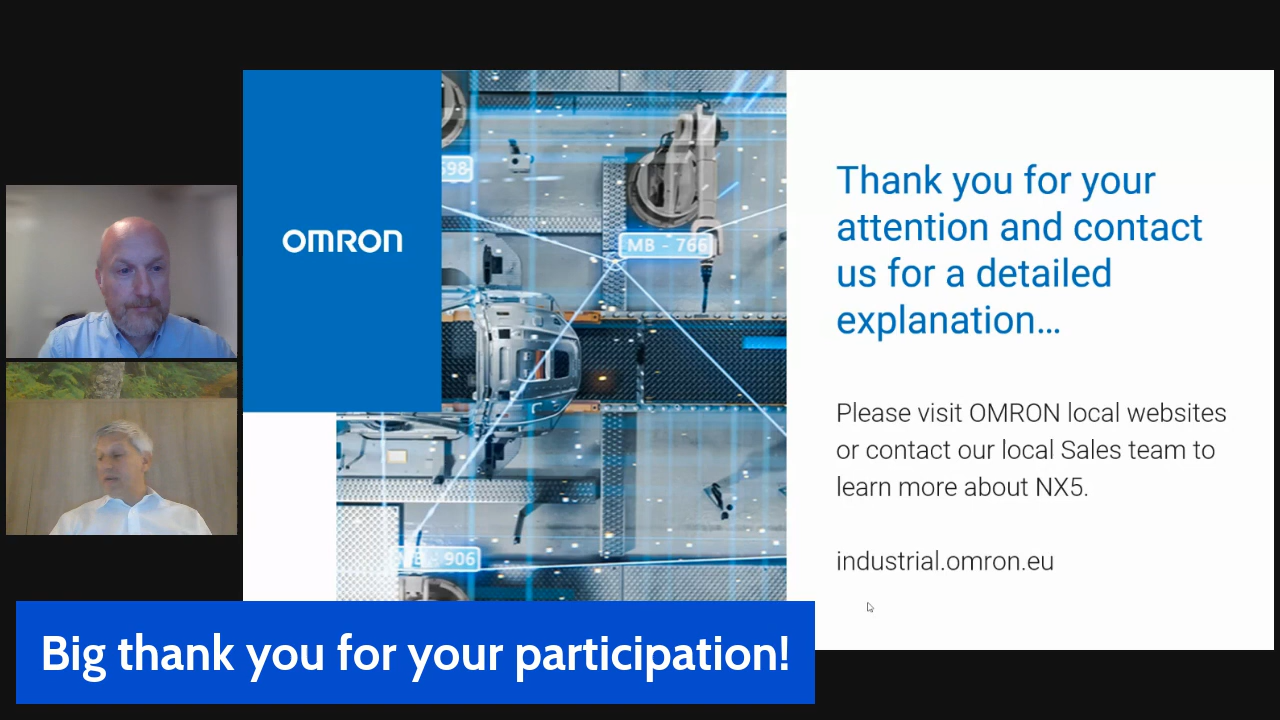 598
OMRON
MB - 766
906
Thank you for your
attention and contact
us for a detailed
explanation...
Please visit OMRON local websites
or contact our local Sales team to
learn more about NX5.
industrial.omron.eu
Big thank you for your participation!